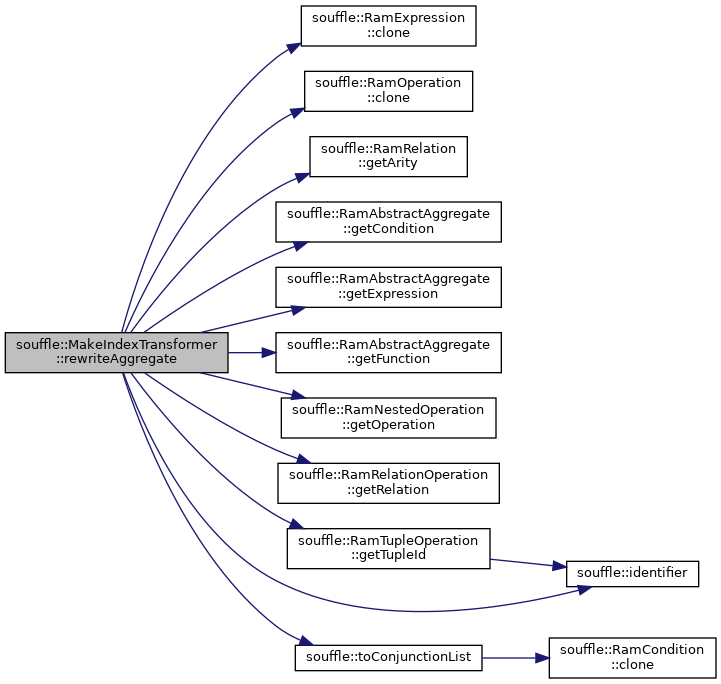 souffle::RamExpression
::clone
souffle::RamOperation
::clone
souffle::RamRelation
::getArity
souffle::RamAbstractAggregate
::getCondition
souffle::RamAbstractAggregate
::getExpression
souffle::MakeIndexTransformer
::rewriteAggregate
souffle::RamAbstractAggregate
::getFunction
souffle::RamNestedOperation
::getOperation
souffle::RamRelationOperation
::getRelation
souffle::RamTupleOperation
::getTupleId
souffle::identifier
souffle::toConjunctionList
souffle::RamCondition
::clone